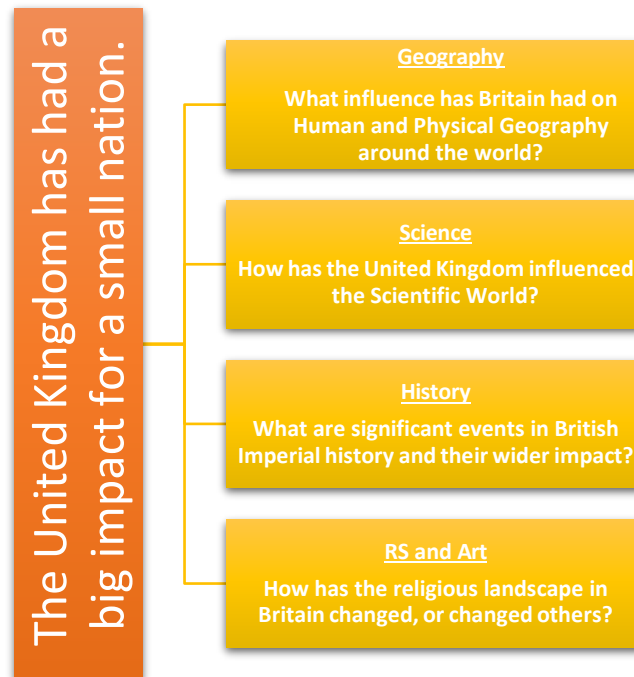 The United Kingdom has had a
big impact for a small nation.
Geography
What influence has Britain had on
Human and Physical Geography
around the world?
Science
How has the United Kingdom influenced
the Scientific World?
History
What are significant events in British
Imperial history and their wider impact?
RS and Art
How has the religious landscape in
Britain changed, or changed others?